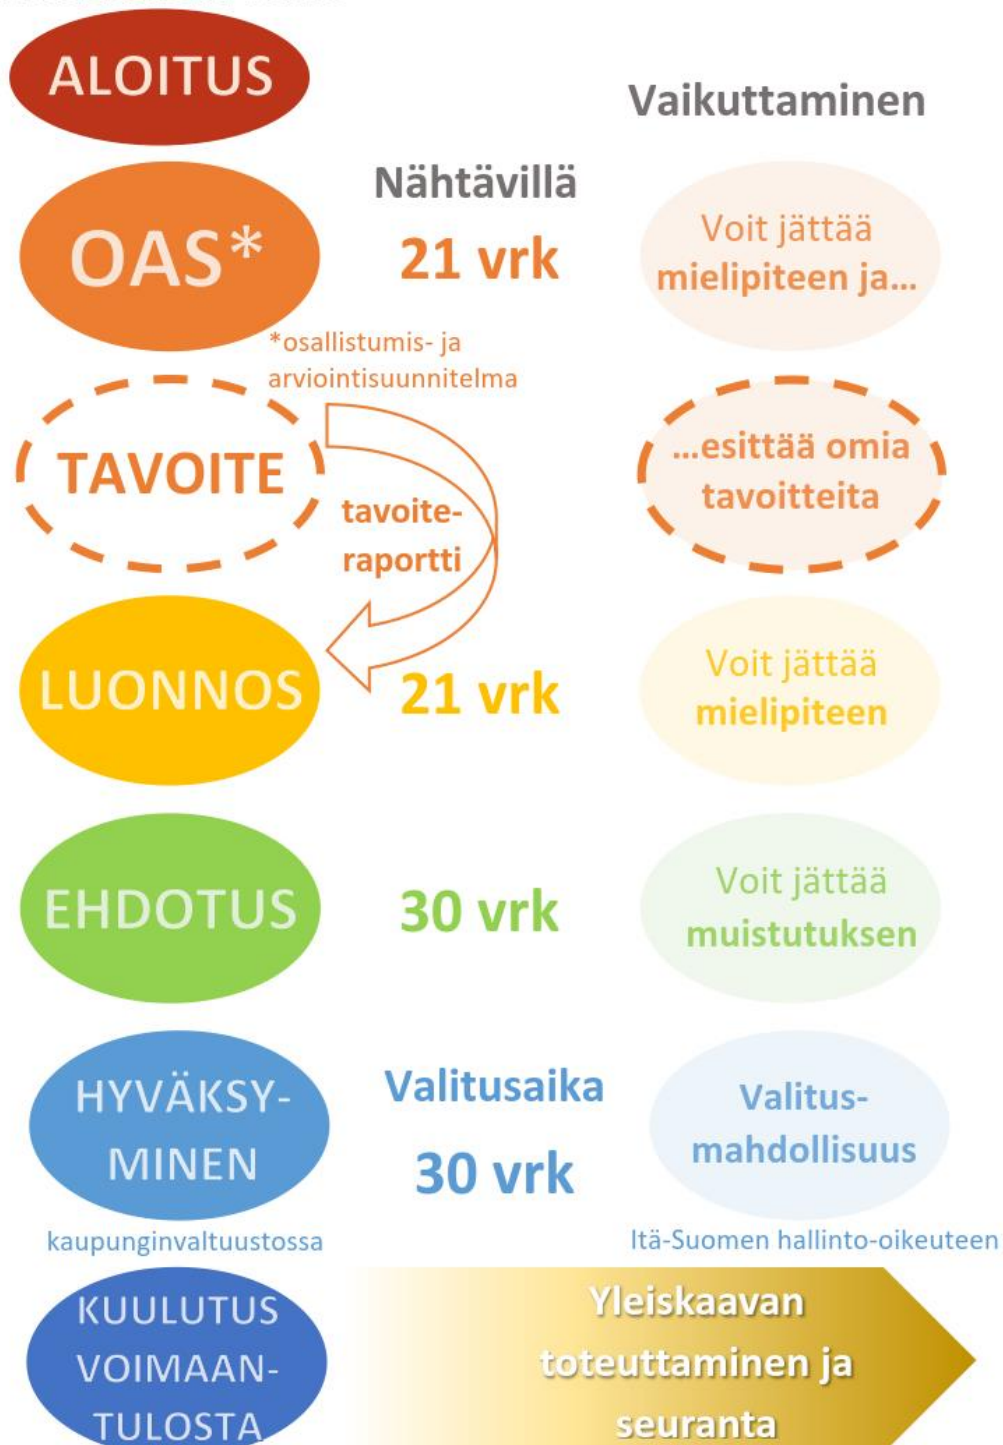 ALOITUS
Vaikuttaminen
Nähtävillä
OAS*
21 vrk
Voit jättää
mielipiteen ja...
*osallistumis- ja
arviointisuunnitelma
TAVOITE
tavoite-
raportti
...esittää omia
tavoitteita
LUONNOS
21 vrk
Voit jättää
mielipiteen
EHDOTUS
30 vrk
Voit jättää
muistutuksen
HYVÄKSY-
MINEN
Valitusaika
30 vrk
Valitus-
mahdollisuus
kaupunginvaltuustossa
Itä-Suomen hallinto-oikeuteen
KUULUTUS
VOIMAAN-
TULOSTA
Yleiskaavan
toteuttaminen ja
seuranta